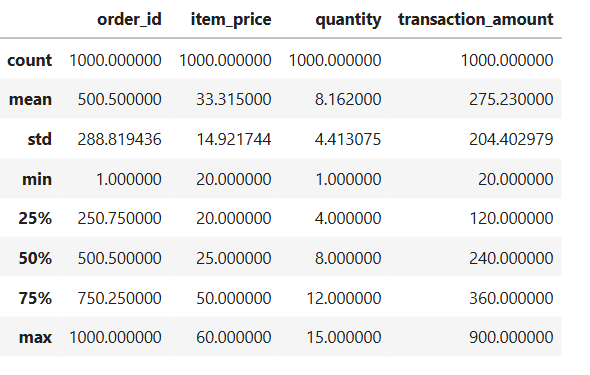 order_id item_price quantity transaction_amount
count 1000.000000 1000.000000 1000.000000 1000.000000
mean 500.500000 33.315000 8.162000 275.230000
std 288.819436 14.921744 4.413075 204.402979
min 1.000000 20.000000 1.000000 20.000000
25% 250.750000 20.000000 4.000000 120.000000
50% 500.500000 25.000000 8.000000 240.000000
75% 750.250000 50.000000 12.000000 360.000000
max 1000.000000 60.000000 15.000000 900.000000